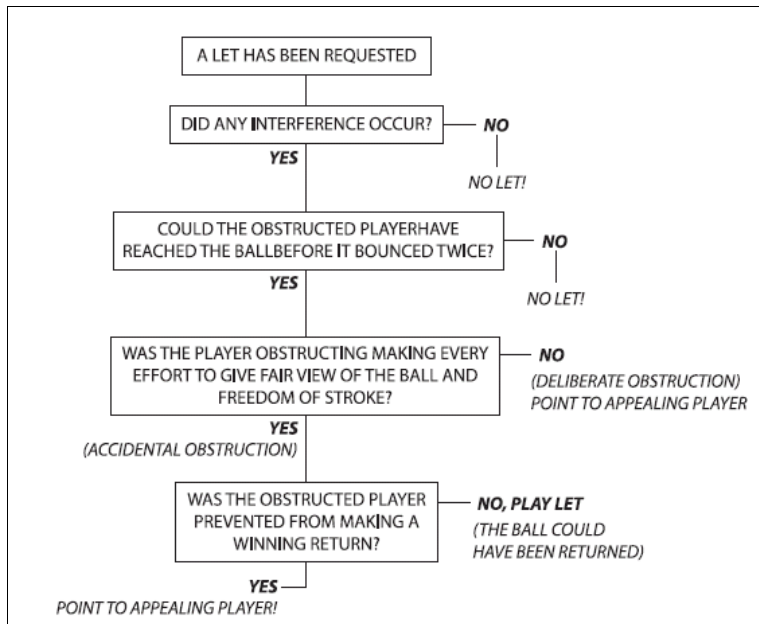 A LET HAS BEEN REQUESTED
DID ANY INTERFERENCE OCCUR?
NO
YES
NO LET!
COULD THE OBSTRUCTED PLAYERHAVE
REACHED THE BALLBEFORE IT BOUNCED TWICE?
NO
YES
NO LET!
WAS THE PLAYER OBSTRUCTING MAKING EVERY
EFFORT TO GIVE FAIR VIEW OF THE BALL AND
FREEDOM OF STROKE?
NO
(DELIBERATE OBSTRUCTION)
POINT TO APPEALING PLAYER
YES
(ACCIDENTAL OBSTRUCTION)
WAS THE OBSTRUCTED PLAYER
PREVENTED FROM MAKING A
WINNING RETURN?
NO, PLAY LET
(THE BALL COULD
HAVE BEEN RETURNED)
YES
POINT TO APPEALING PLAYER!